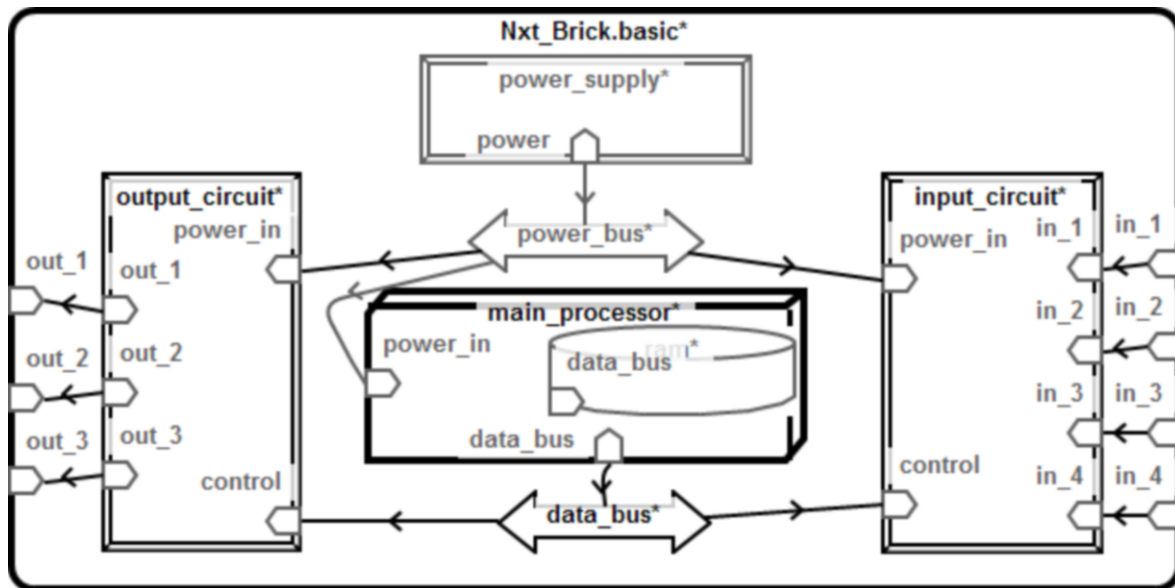 Nxt_Brick.basic*
power_supply*
power
output_circuit*
power_in
out_1
out_1
out_2
out_2
out_3
out_3
control
power_bus*
main_processor*
power_in
ram*
data_bus
data_bus
data_bus*
input_circuit*
power_in
in_1
in_1
in_2
in_2
in_3
in_3
control
in_4
in_4